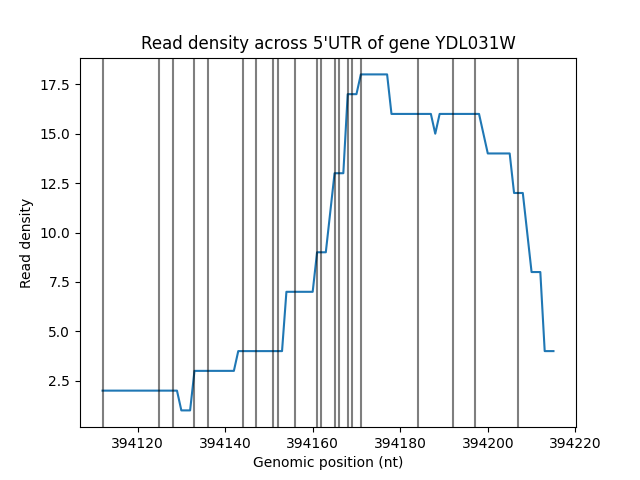 Read density across 5'UTR of gene YDL031W
Read density
17.5
15.0
12.5
10.0
7.5
5.0
2.5
394120 394140 394160 394180 394200 394220
Genomic position (nt)